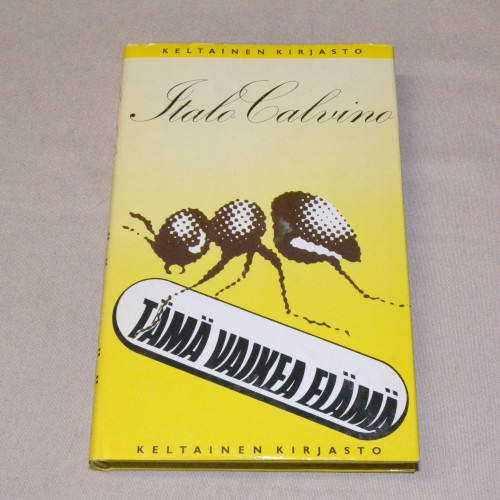 KELTAINEN KIRJASTO
Italo Calvino
TÄMÄ VAIKEA ELÄMÄ
KELTAINEN KIRJASTO